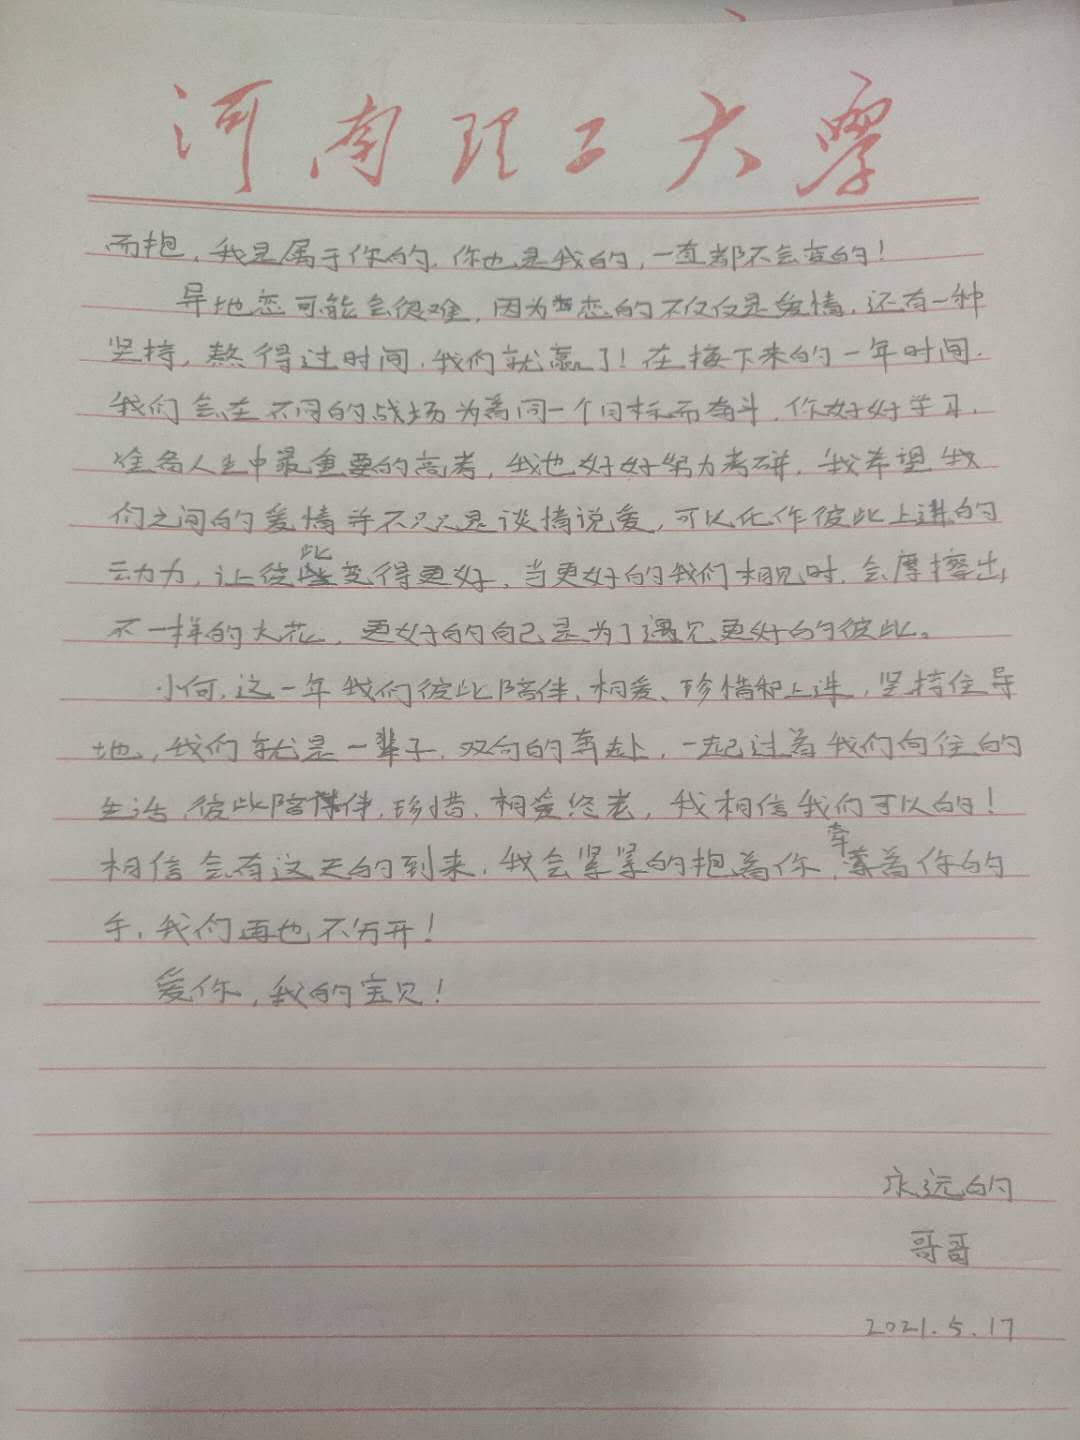 河南理工大學
而抱,我是属于你的,你也是我的,一直都不会变的!
异地恋可能会很难,因为恋的不仅仅是爱情,还有一种
坚持,熬得过时间,我们就赢了!在接下来的一年时间,
我们会在不同的战场为着同一个目标而奋斗,你好好学习,
准备人生中最重要的高考,我也好好努力考研,我希望我
们之间的爱情并不只只是谈情说爱,可以化作彼此上进的
动力,让彼此变得更好,当更好的我们相见时,会摩擦出
不一样的火花,更好的自己是为了遇见更好的彼此。
小何,这一年我们彼此陪伴、相爱、珍惜和上进,坚持住异
地,我们就是一辈子,双向的奔赴,一起过着我们向往的
生活,彼此陪伴,珍惜、相爱终老,我相信我们可以的!
相信会有这天的到来,我会紧紧的抱着你,牵着你的
手,我们再也不分开!
爱你,我的宝贝!
永远的
哥哥
2021.5.17